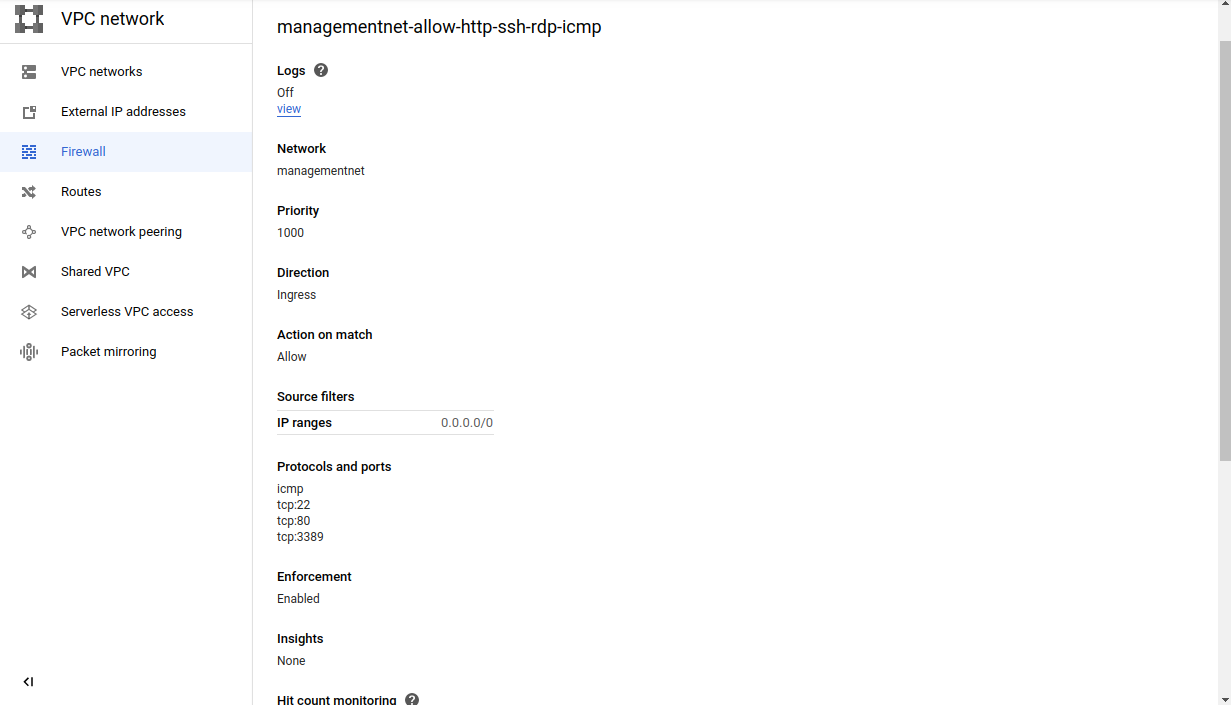 VPC network
VPC networks
External IP addresses
Firewall
Routes
VPC network peering
Shared VPC
Serverless VPC access
Packet mirroring
managementnet-allow-http-ssh-rdp-icmp
Logs
Off
view
Network
managementnet
Priority
1000
Direction
Ingress
Action on match
Allow
Source filters
IP ranges 0.0.0.0/0
Protocols and ports
icmp
tcp:22
tcp:80
tcp:3389
Enforcement
Enabled
Insights
None
Hit count monitoring